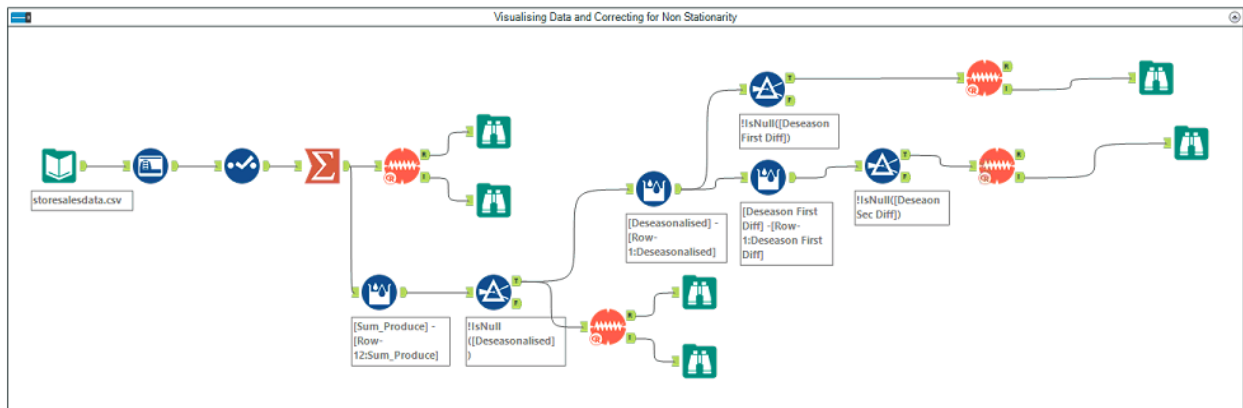 Visualising Data and Correcting for Non Stationarity
T
F
R
I
!IsNull([Deseason
First Diff])
R
I
storesalesdata.csv
T
F
R
I
!IsNull([Deseaon
Sec Diff])
[Deseasonalised] -
[Row-
1:Deseasonalised]
[Deseason First
Diff] -[Row-
1:Deseason First
Diff]
T
F
R
I
[Sum_Produce] -
[Row-
12:Sum_Produce]
!IsNull
([Deseasonalised]
)